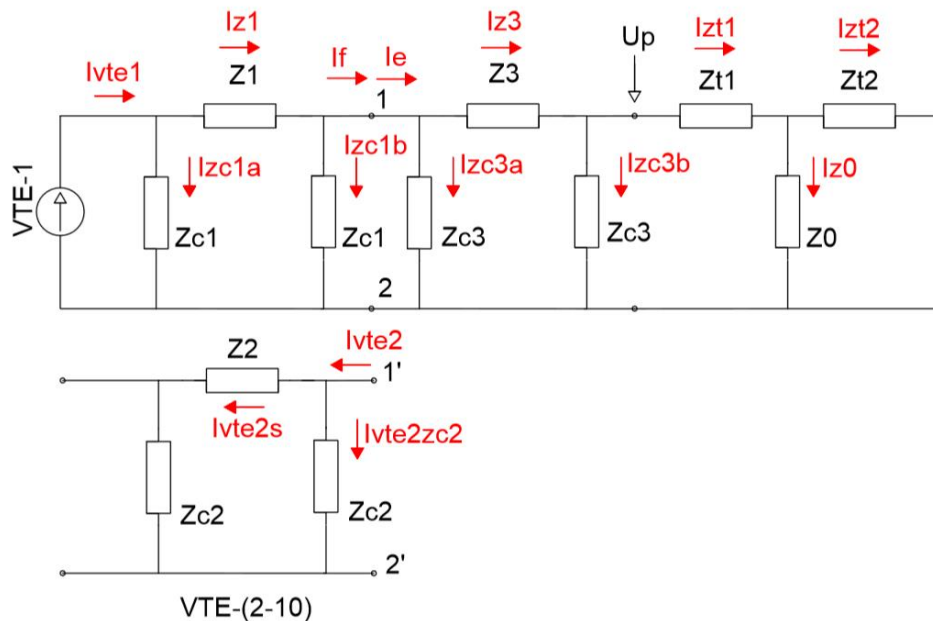 Iz1
Iz3
Izt1
Izt2
Ivte1
If
Ie
Up
Z1
1
Z3
Zt1
Zt2
VTE-1
Izc1a
Izc1b
Izc3a
Izc3b
Iz0
Zc1
Zc1
Zc3
Zc3
Z0
2
Z2
Ivte2
1'
Ivte2s
Ivte2zc2
Zc2
Zc2
2'
VTE-(2-10)